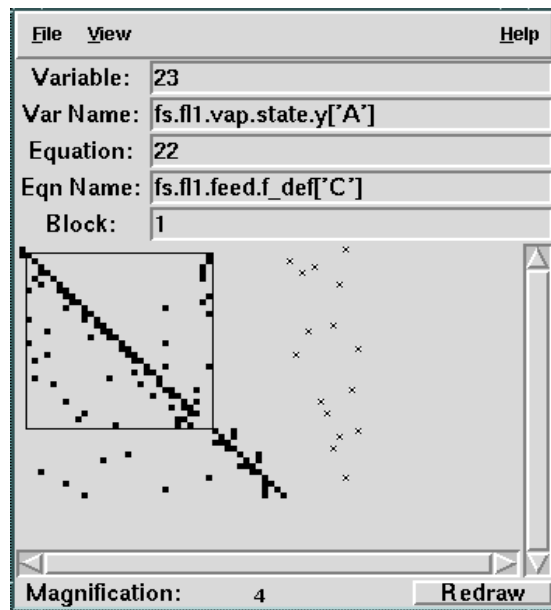 File View Help
Variable: 23
Var Name: fs.fl1.vap.state.y['A']
Equation: 22
Eqn Name: fs.fl1.feed.f_def['C']
Block: 1
Magnification: 4 Redraw